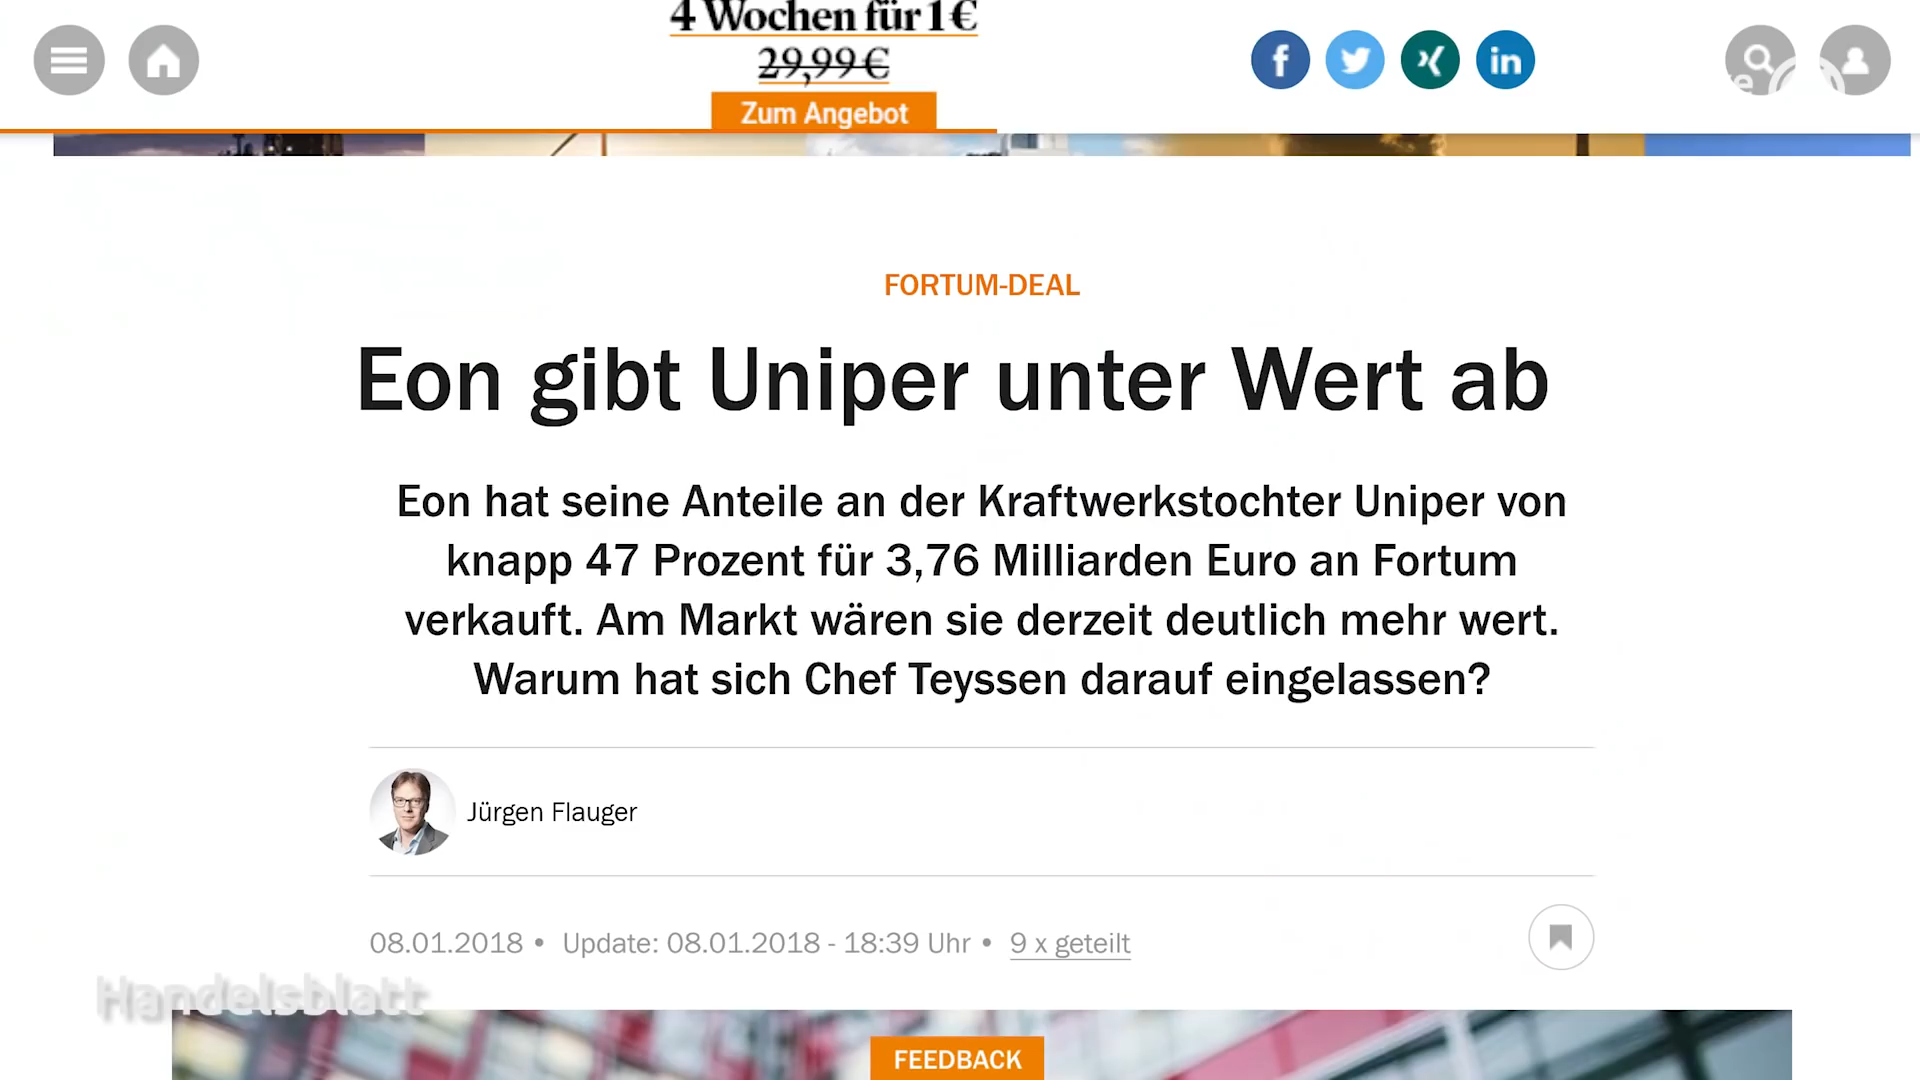 4 Wochen für 1 €
29,99 €
Zum Angebot
FORTUM-DEAL
Eon gibt Uniper unter Wert ab
Eon hat seine Anteile an der Kraftwerkstochter Uniper von
knapp 47 Prozent für 3,76 Milliarden Euro an Fortum
verkauft. Am Markt wären sie derzeit deutlich mehr wert.
Warum hat sich Chef Teyssen darauf eingelassen?
Jürgen Flauger
08.01.2018 • Update: 08.01.2018 - 18:39 Uhr • 9 x geteilt
Handelsblatt
FEEDBACK